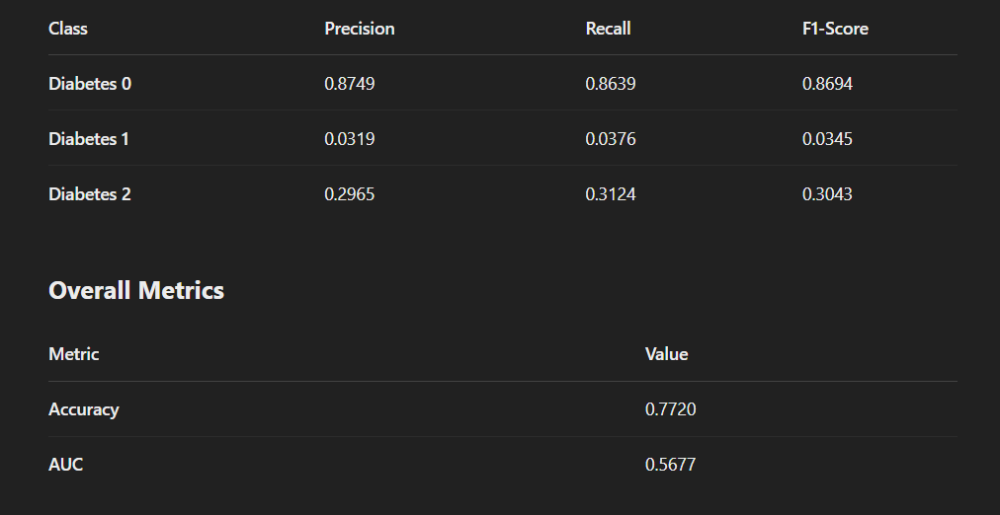 Class Precision Recall F1-Score
Diabetes 0 0.8749 0.8639 0.8694
Diabetes 1 0.0319 0.0376 0.0345
Diabetes 2 0.2965 0.3124 0.3043
Overall Metrics
Metric Value
Accuracy 0.7720
AUC 0.5677